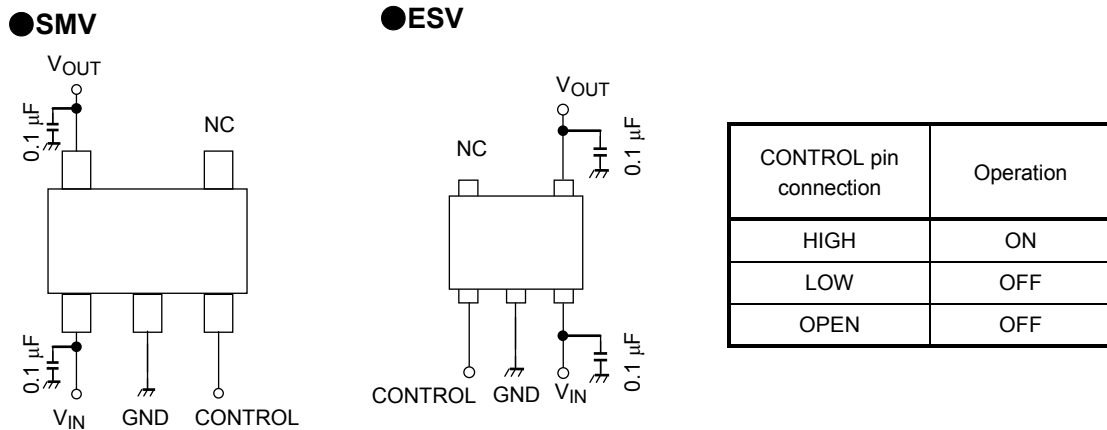 ●SMV
VOUT
0.1 μF
NC
0.1 μF
VIN GND CONTROL
●ESV
VOUT
NC
0.1 μF
0.1 μF
CONTROL GND VIN
CONTROL pin connection Operation
HIGH ON
LOW OFF
OPEN OFF